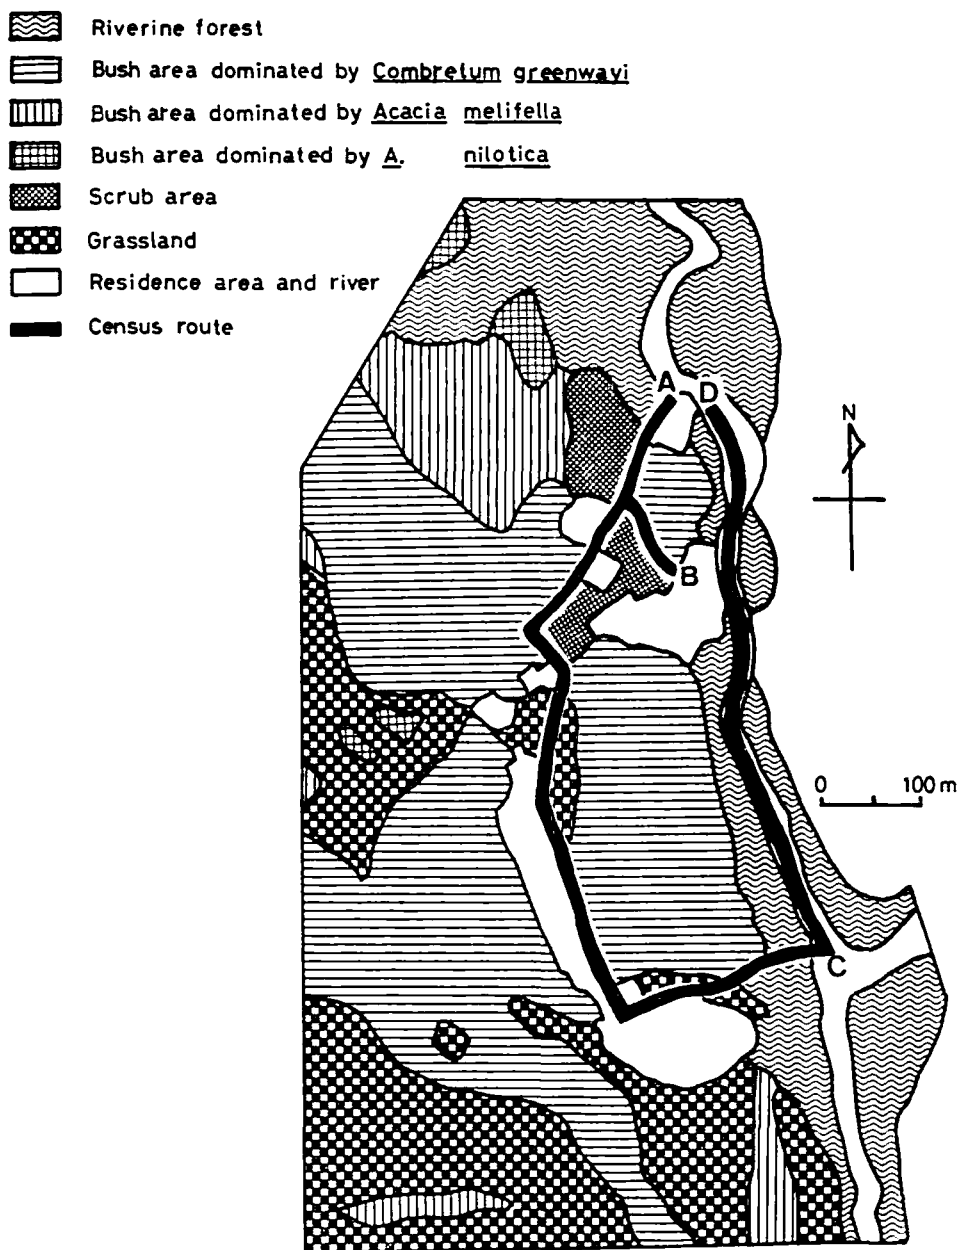 Riverine forest
Bush area dominated by Combretum greenwayi
Bush area dominated by Acacia melifella
Bush area dominated by A. nilotica
Scrub area
Grassland
Residence area and river
Census route
A D
N
B
0 100 m
C